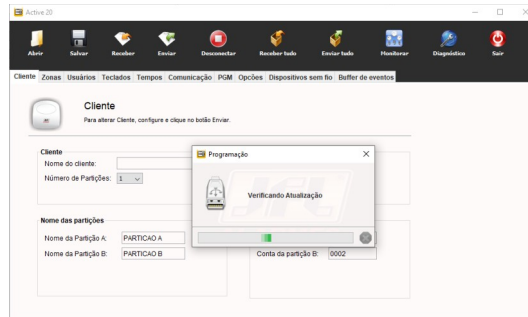 Active 20
Abrir Salvar Receber Enviar Desconectar Receber tudo Enviar tudo Monitorar Diagnóstico Sair
Cliente Zonas Usuários Teclados Tempos Comunicação PGM Opcões Dispositivos sem fio Buffer de eventos
Cliente
Para alterar Cliente, configure e clique no botão Enviar.
Cliente
Nome do cliente:
Número de Partições: 1
Programação
Verificando Atualização
JFL
Nome das partições
Nome da Partição A: PARTICAO A
Nome da Partição B: PARTICAO B
Conta da partição B: 0002